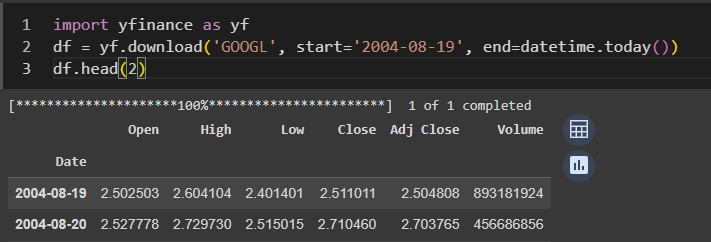 1 import yfinance as yf
2 df = yf.download('GOOGL', start='2004-08-19', end=datetime.today())
3 df.head(2)
[*********************100%***********************] 1 of 1 completed
Open High Low Close Adj Close Volume
Date
2004-08-19 2.502503 2.604104 2.401401 2.511011 2.504808 893181924
2004-08-20 2.527778 2.729730 2.515015 2.710460 2.703765 456686856